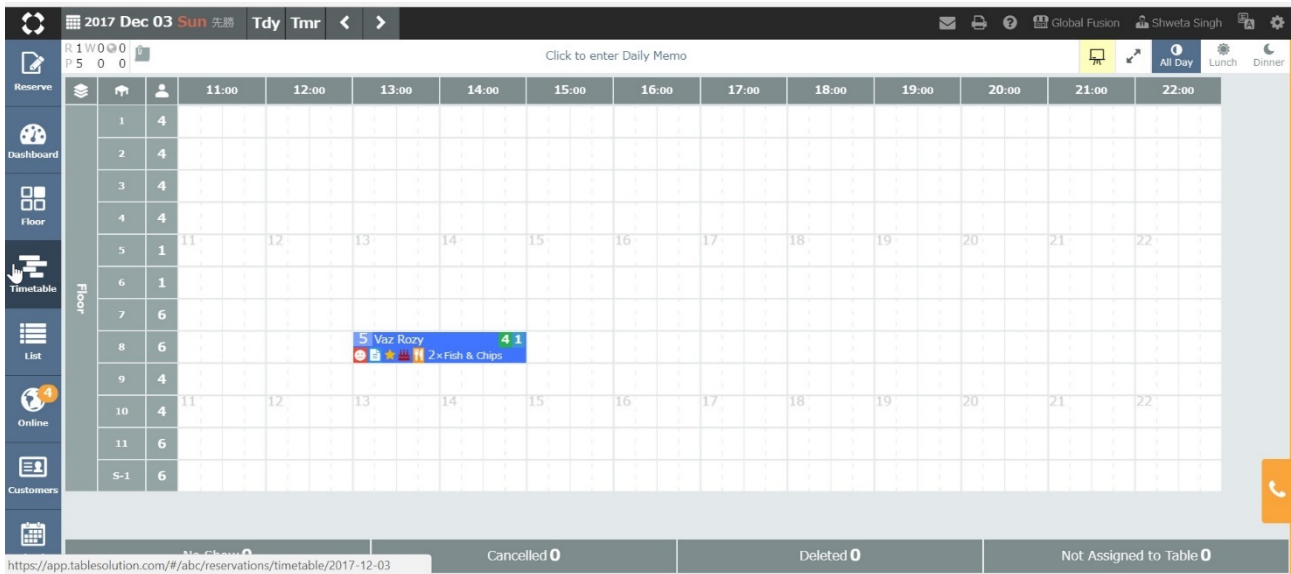 2017 Dec 03 Sun 先勝 Tdy Tmr Global Fusion Shweta Singh
R 1 W 0 0
P 5 0 0
Click to enter Daily Memo
All Day Lunch Dinner
Reserve
Dashboard
Floor
Timetable
List
4
Online
Customers
11:00 12:00 13:00 14:00 15:00 16:00 17:00 18:00 19:00 20:00 21:00 22:00
Floor
1 4
2 4
3 4
4 4
11 12 13 14 15 16 17 18 19 20 21 22
5 1
6 1
7 6
8 6
5 Vaz Rozy 4 1
2×Fish & Chips
9 4
11 12 13 14 15 16 17 18 19 20 21 22
10 4
11 6
S-1 6
No Show 0 Cancelled 0 Deleted 0 Not Assigned to Table 0
https://app.tablesolution.com/#/abc/reservations/timetable/2017-12-03